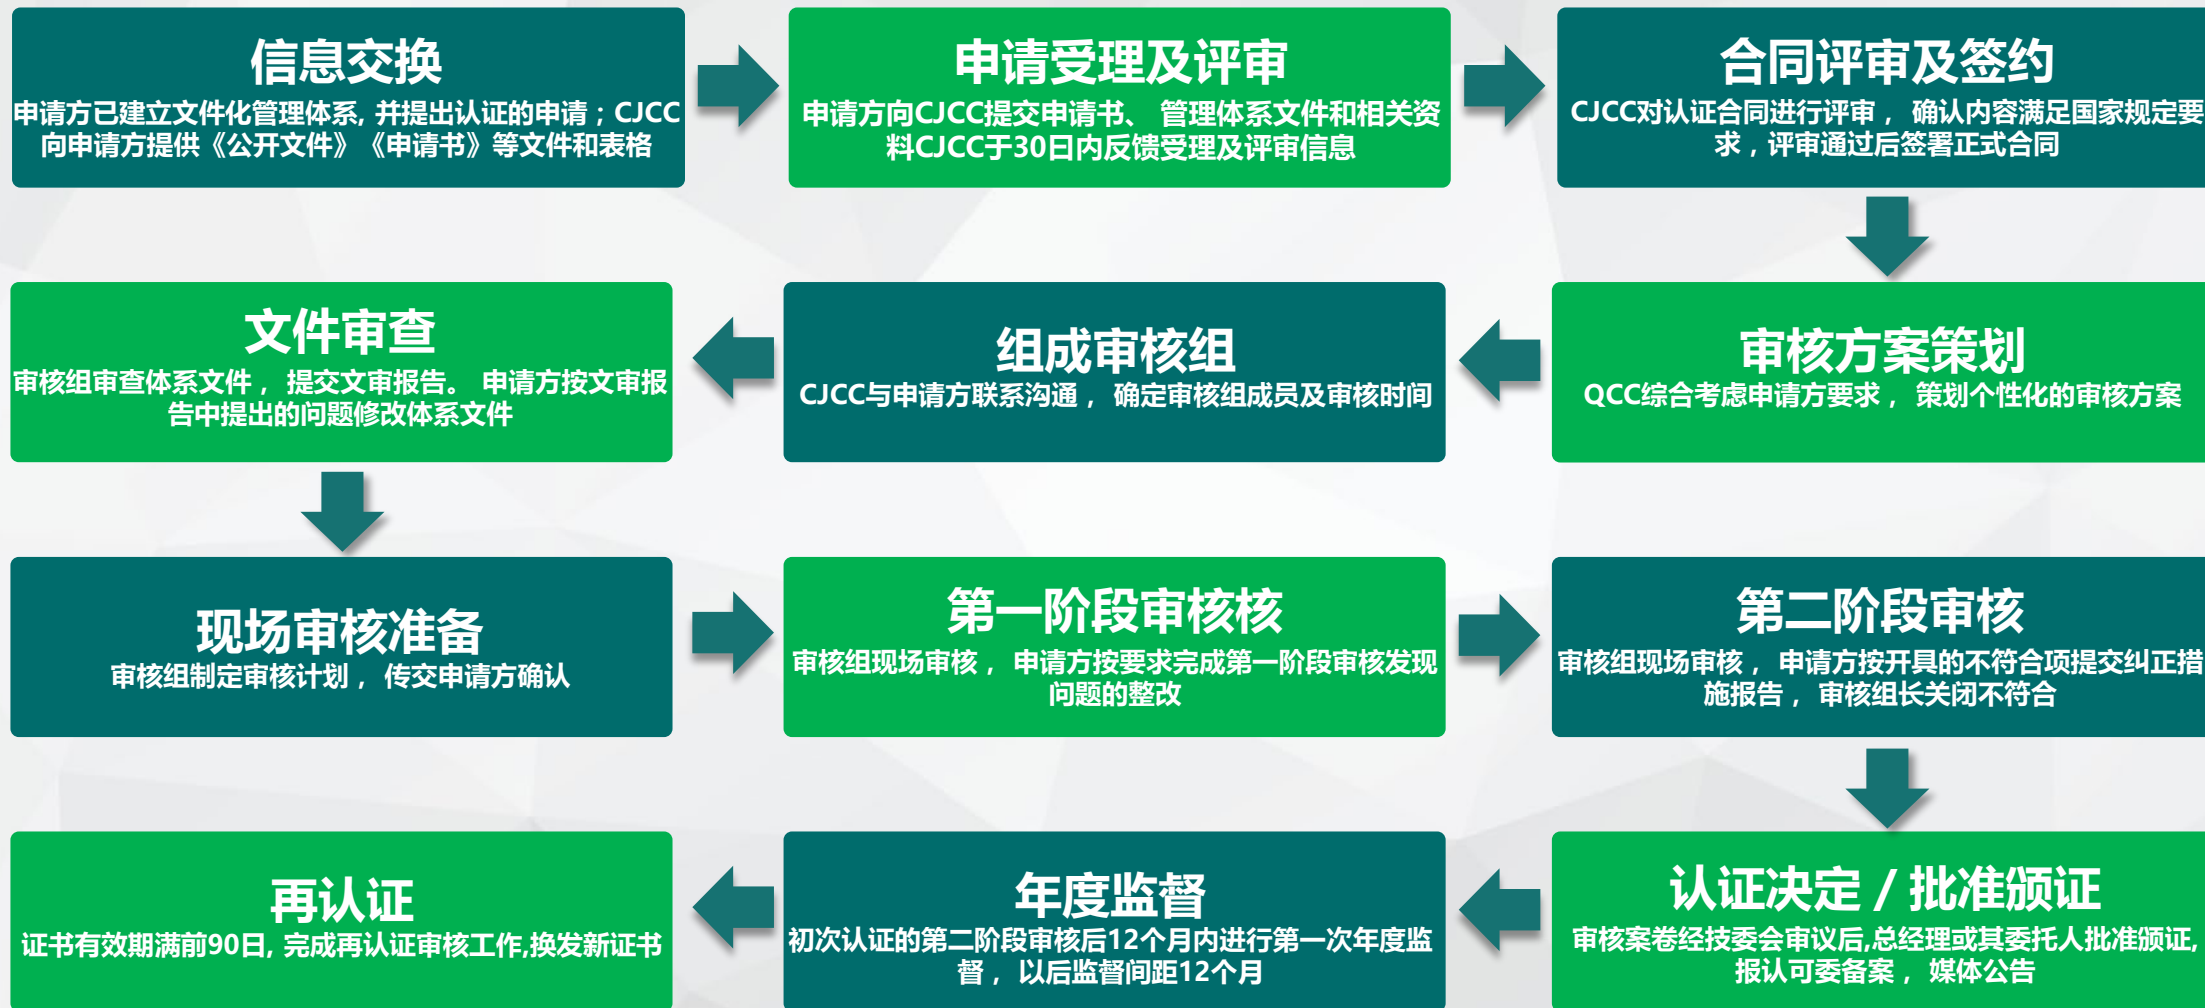 信息交换
申请方已建立文件化管理体系, 并提出认证的申请；CJCC
向申请方提供《公开文件》《申请书》等文件和表格
申请受理及评审
申请方向CJCC提交申请书、 管理体系文件和相关资
料CJCC于30日内反馈受理及评审信息
合同评审及签约
CJCC对认证合同进行评审， 确认内容满足国家规定要
求，评审通过后签署正式合同
文件审查
审核组审查体系文件， 提交文审报告。 申请方按文审报
告中提出的问题修改体系文件
组成审核组
CJCC与申请方联系沟通， 确定审核组成员及审核时间
审核方案策划
QCC综合考虑申请方要求， 策划个性化的审核方案
现场审核准备
审核组制定审核计划， 传交申请方确认
第一阶段审核核
审核组现场审核， 申请方按要求完成第一阶段审核发现
问题的整改
第二阶段审核
审核组现场审核， 申请方按开具的不符合项提交纠正措
施报告， 审核组长关闭不符合
再认证
证书有效期满前90日, 完成再认证审核工作,换发新证书
年度监督
初次认证的第二阶段审核后12个月内进行第一次年度监
督， 以后监督间距12个月
认证决定 / 批准颁证
审核案卷经技委会审议后,总经理或其委托人批准颁证,
报认可委备案， 媒体公告